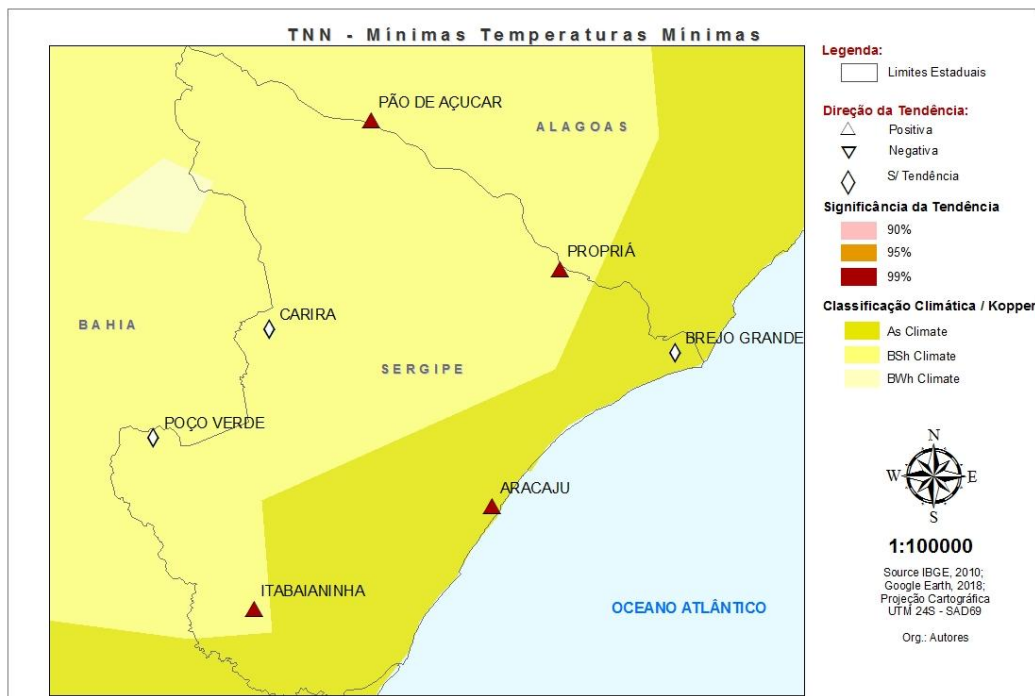 TNN - Mínimas Temperaturas Mínimas
PÃO DE AÇUCAR
ALAGOAS
PROPRIÁ
CARIRA
BAHIA
BREJO GRANDE
SERGIPE
POÇO VERDE
ARACAJU
ITABAIANINHA
OCEANO ATLÂNTICO
Legenda:
Limites Estaduais
Direção da Tendência:
Positiva
Negativa
S/ Tendência
Significância da Tendência
90%
95%
99%
Classificação Climática / Kopper
As Climate
BSh Climate
BWh Climate
N
W E
S
1:100000
Source IBGE, 2010;
Google Earth, 2018;
Projeção Cartográfica
UTM 24S - SAD69
Org.: Autores